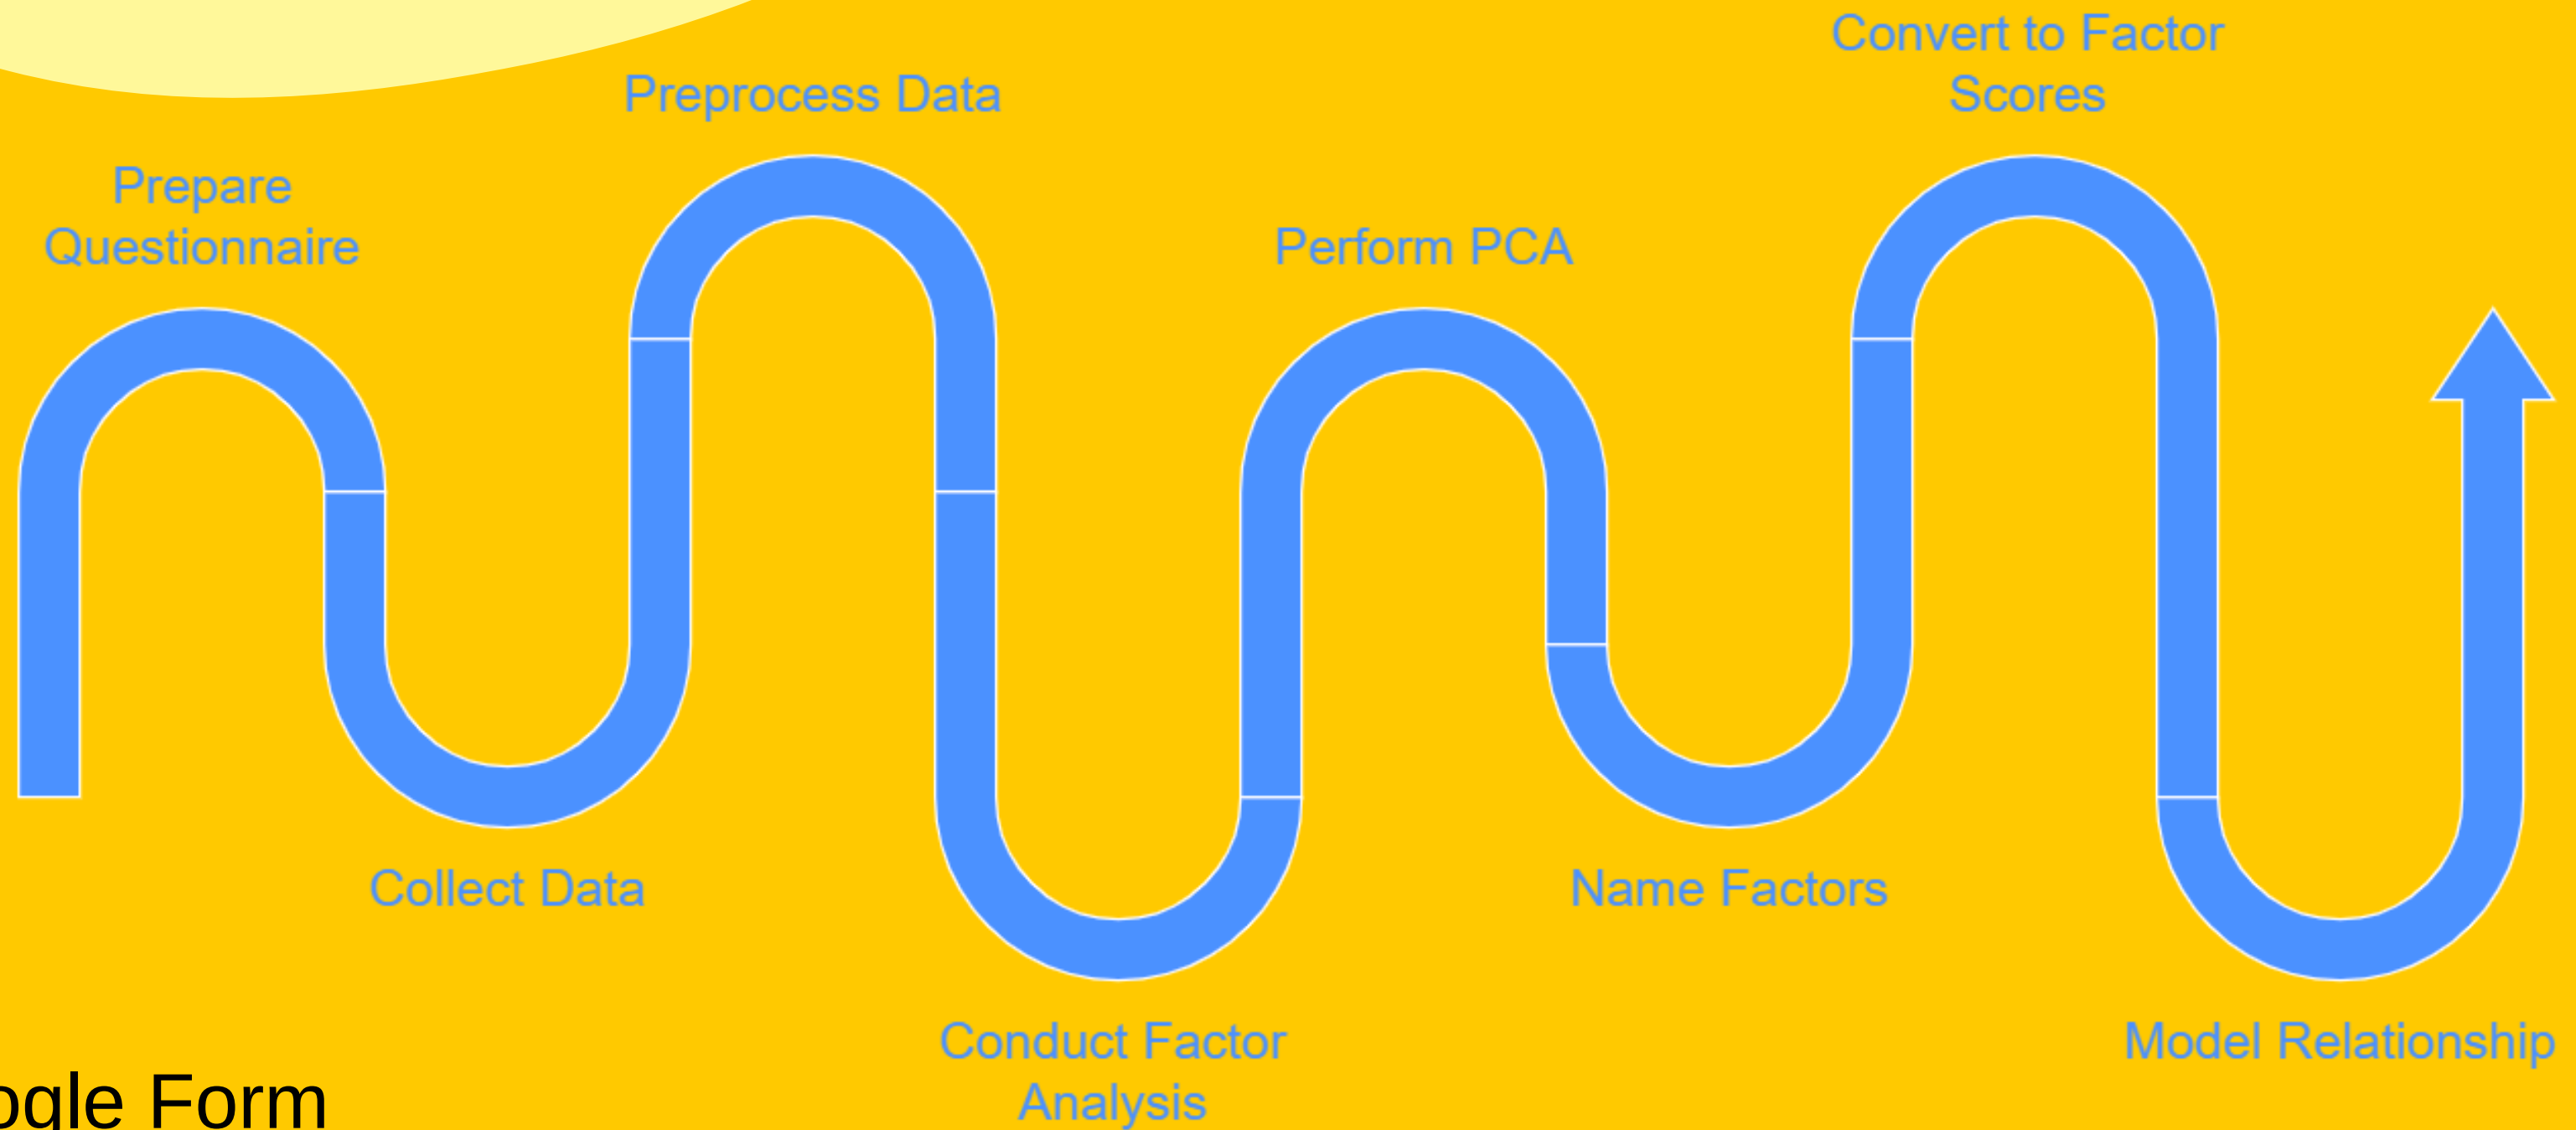 Prepare
Questionnaire
Collect Data
Preprocess Data
Conduct Factor
Analysis
Perform PCA
Name Factors
Convert to Factor
Scores
Model Relationship
Form